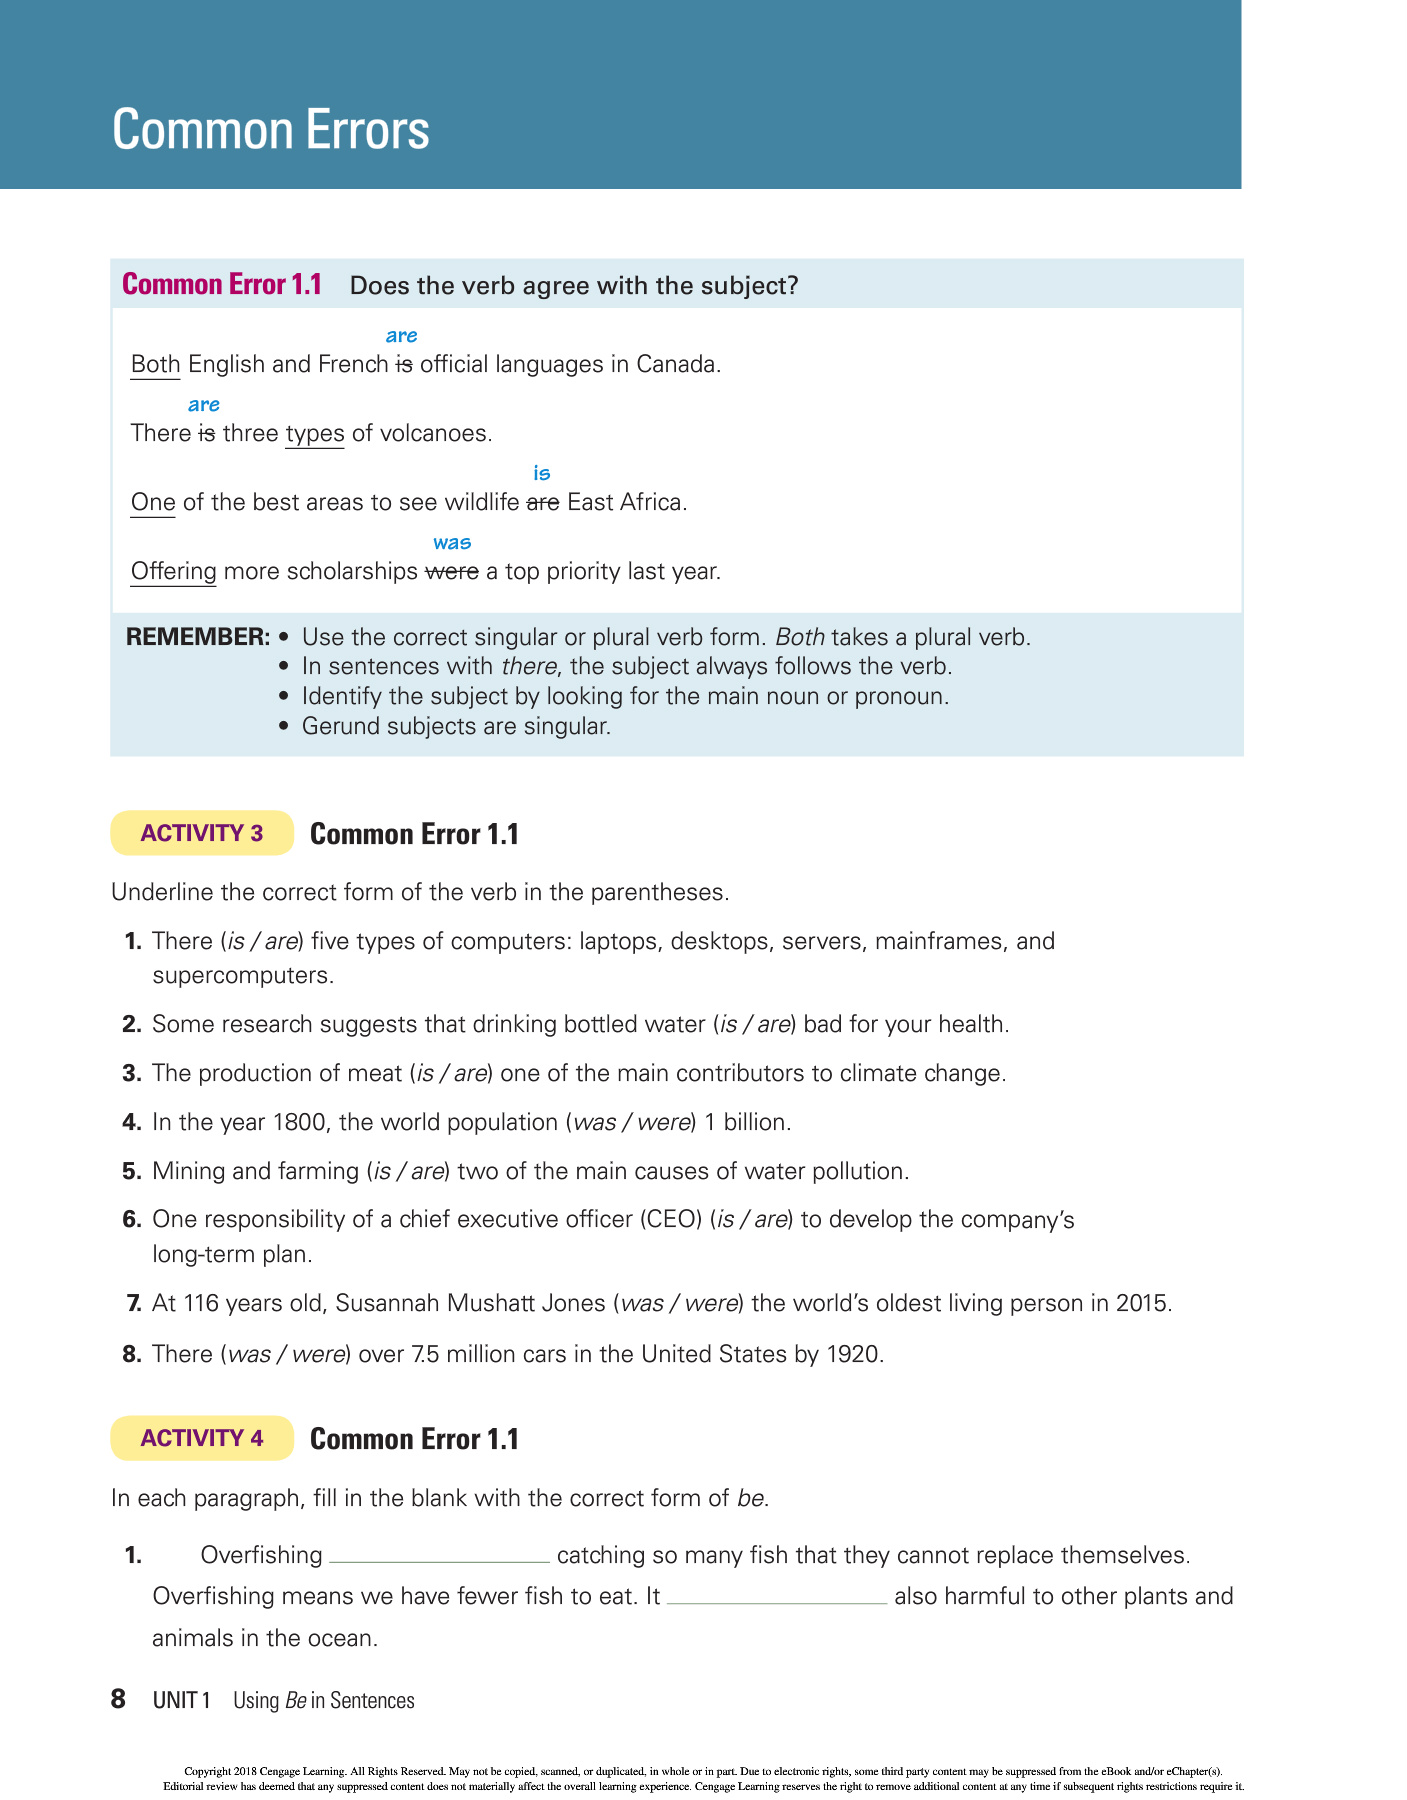 Common Errors
Common Error 1.1 Does the verb agree with the subject?
are
Both English and French is official languages in Canada.
are
There is three types of volcanoes.
is
One of the best areas to see wildlife are East Africa.
was
Offering more scholarships were a top priority last year.
REMEMBER: • Use the correct singular or plural verb form. Both takes a plural verb.
• In sentences with there, the subject always follows the verb.
• Identify the subject by looking for the main noun or pronoun.
• Gerund subjects are singular.
ACTIVITY 3 Common Error 1.1
Underline the correct form of the verb in the parentheses.
1. There (is / are) five types of computers: laptops, desktops, servers, mainframes, and
supercomputers.
2. Some research suggests that drinking bottled water (is / are) bad for your health.
3. The production of meat (is / are) one of the main contributors to climate change.
4. In the year 1800, the world population (was / were) 1 billion.
5. Mining and farming (is / are) two of the main causes of water pollution.
6. One responsibility of a chief executive officer (CEO) (is / are) to develop the company's
long-term plan.
7. At 116 years old, Susannah Mushatt Jones (was / were) the world's oldest living person in 2015.
8. There (was / were) over 7.5 million cars in the United States by 1920.
ACTIVITY 4 Common Error 1.1
In each paragraph, fill in the blank with the correct form of be.
1. Overfishing ____ catching so many fish that they cannot replace themselves.
Overfishing means we have fewer fish to eat. It ____ also harmful to other plants and
animals in the ocean.
8 UNIT 1 Using Be in Sentences
Copyright 2018 Cengage Learning. All Rights Reserved. May not be copied, scanned, or duplicated, in whole or in part. Due to electronic rights, some third party content may be suppressed from the eBook and/or eChapter(s).
Editorial review has deemed that any suppressed content does not materially affect the overall learning experience. Cengage Learning reserves the right to remove additional content at any time if subsequent rights restrictions require it.